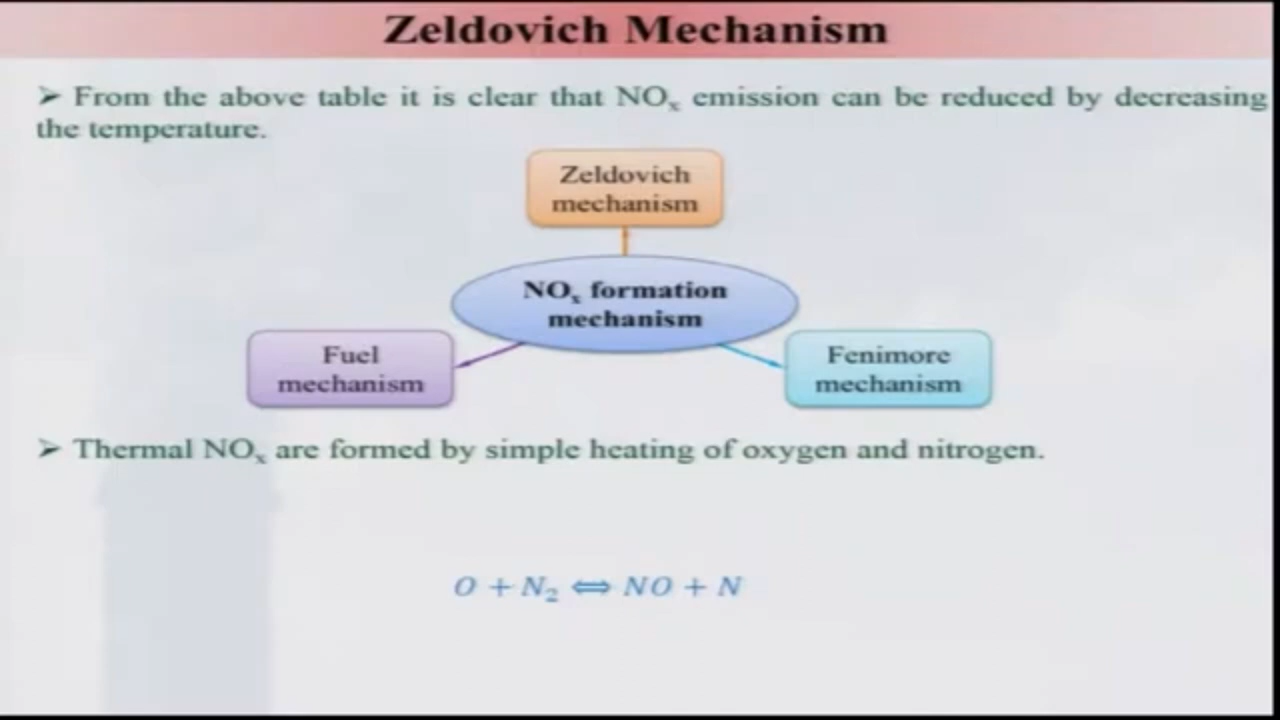 Zeldovich Mechanism
➢ From the above table it is clear that NOₓ emission can be reduced by decreasing
the temperature.
Zeldovich
mechanism
NOₓ formation
mechanism
Fuel
mechanism
Fenimore
mechanism
➢ Thermal NOₓ are formed by simple heating of oxygen and nitrogen.
O + N₂ ⟺ NO + N